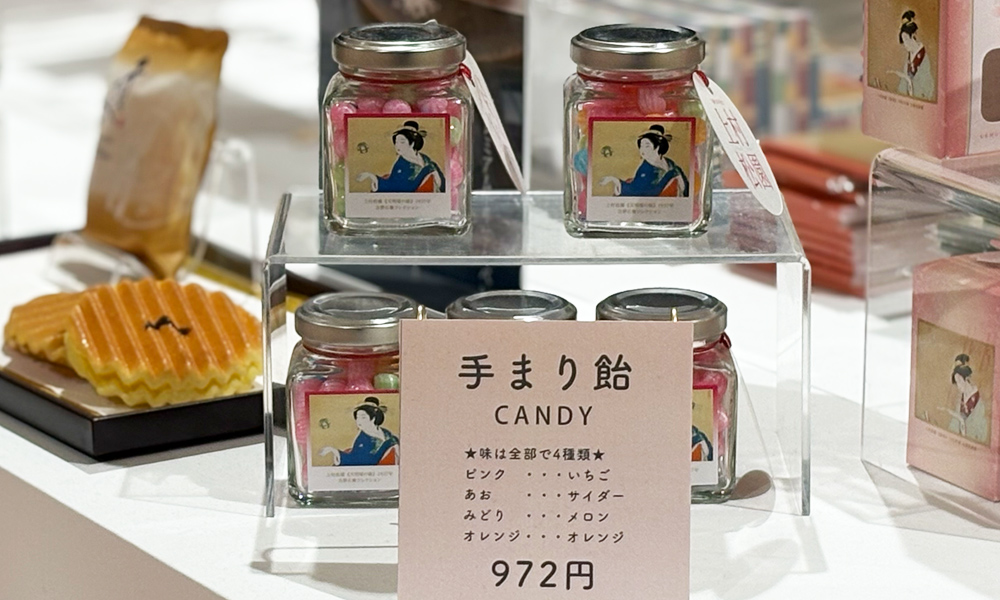 手まり飴
CANDY
★味は全部で4種類★
ピンク ・・・いちご
あお ・・・サイダー
みどり ・・・メロン
オレンジ・・・オレンジ
972円